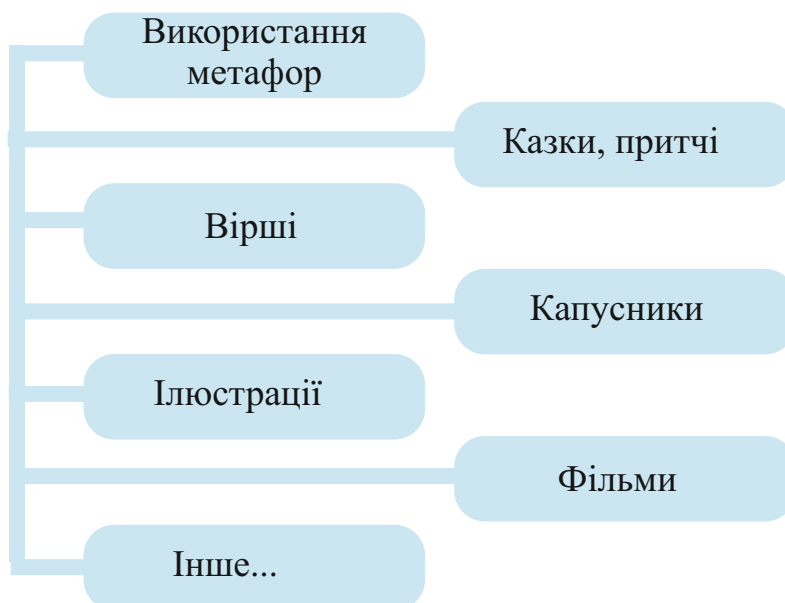 Використання
метафор
Казки, притчі
Вірші
Капусники
Ілюстрації
Фільми
Інше...